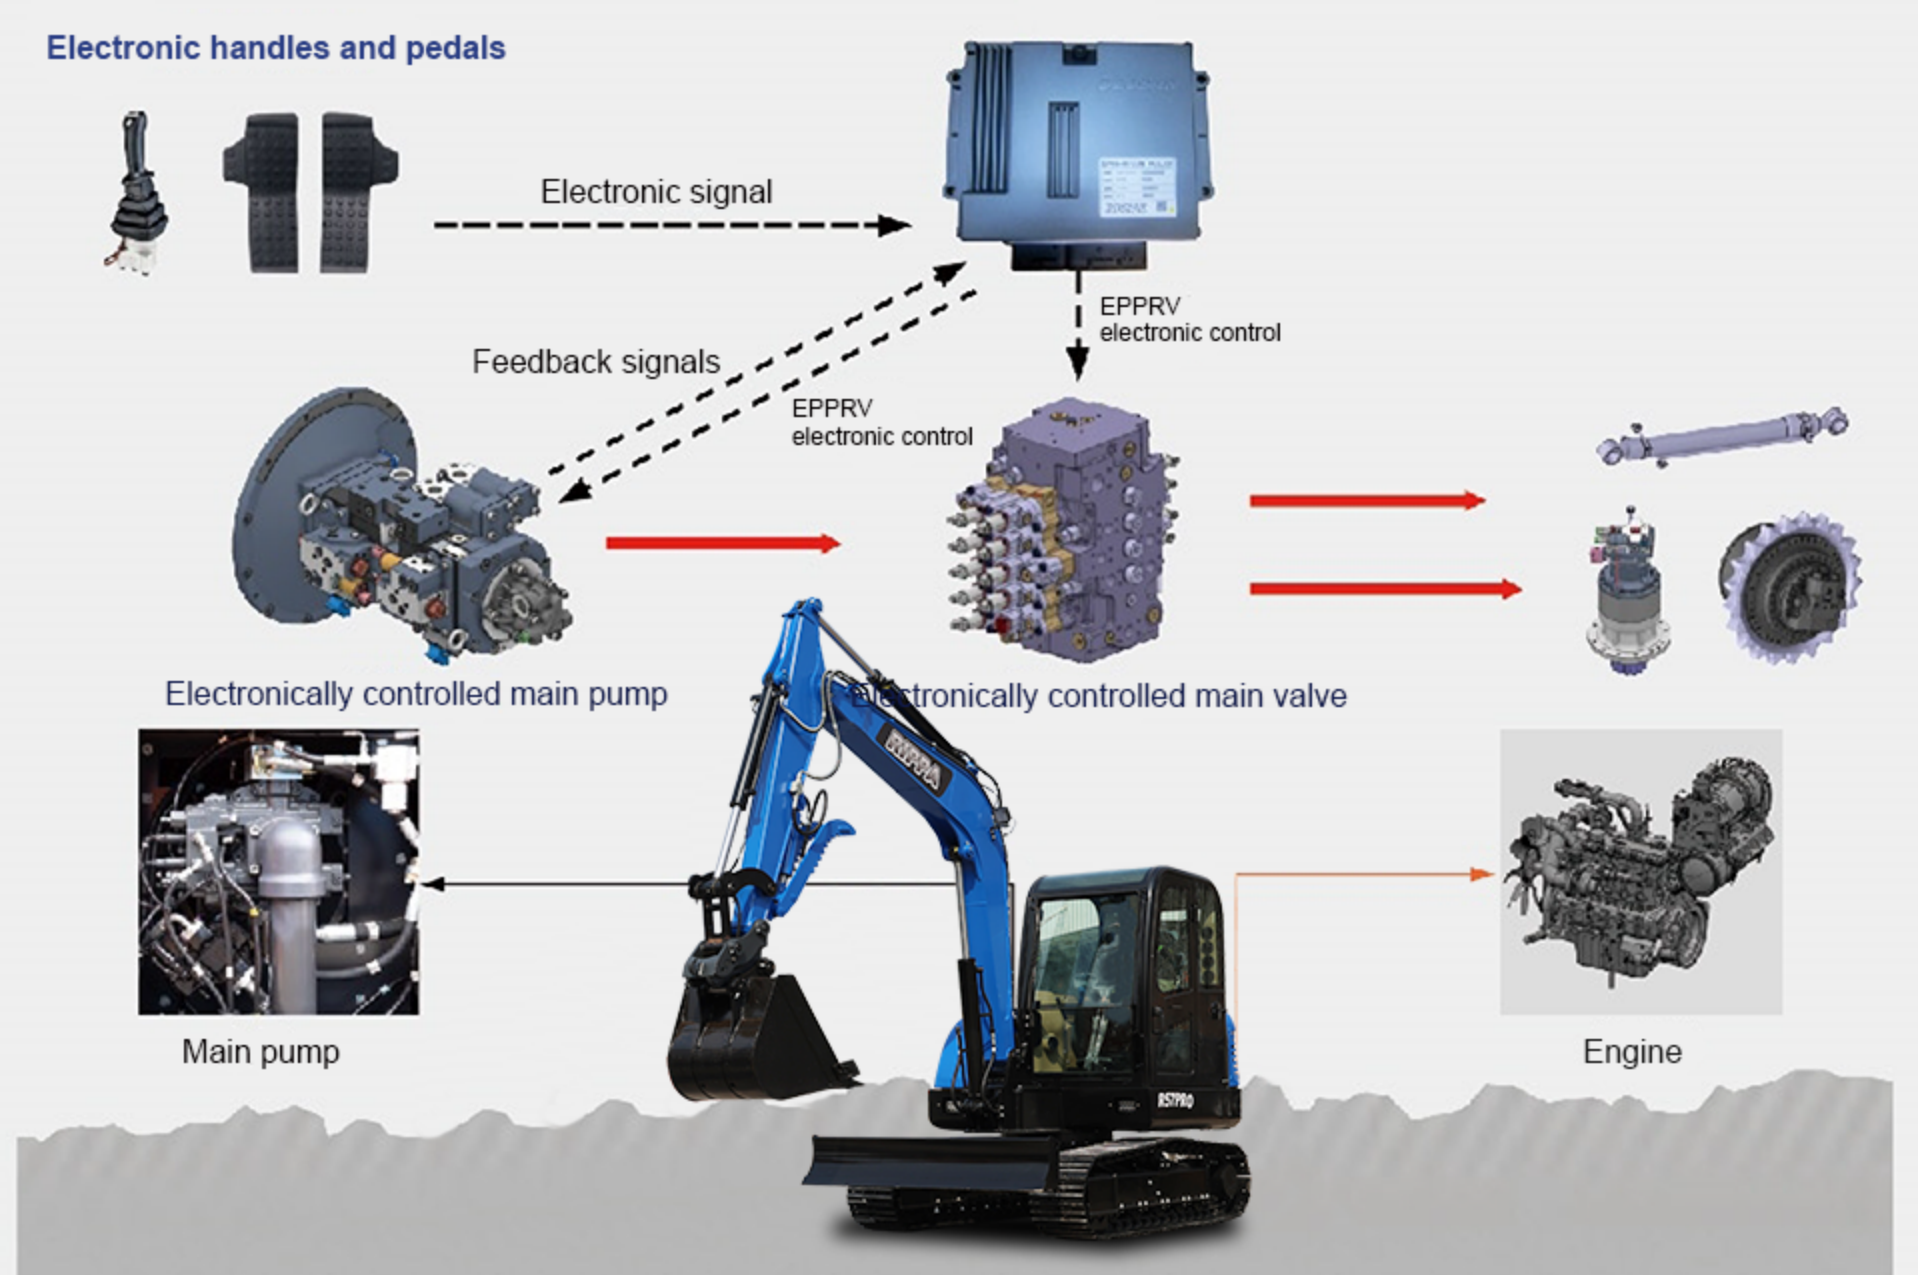 Electronic handles and pedals
Electronic signal
EPPRV
electronic control
Feedback signals
EPPRV
electronic control
Electronically controlled main pump
Electronically controlled main valve
RIPPA
Main pump
Engine
R57PRO